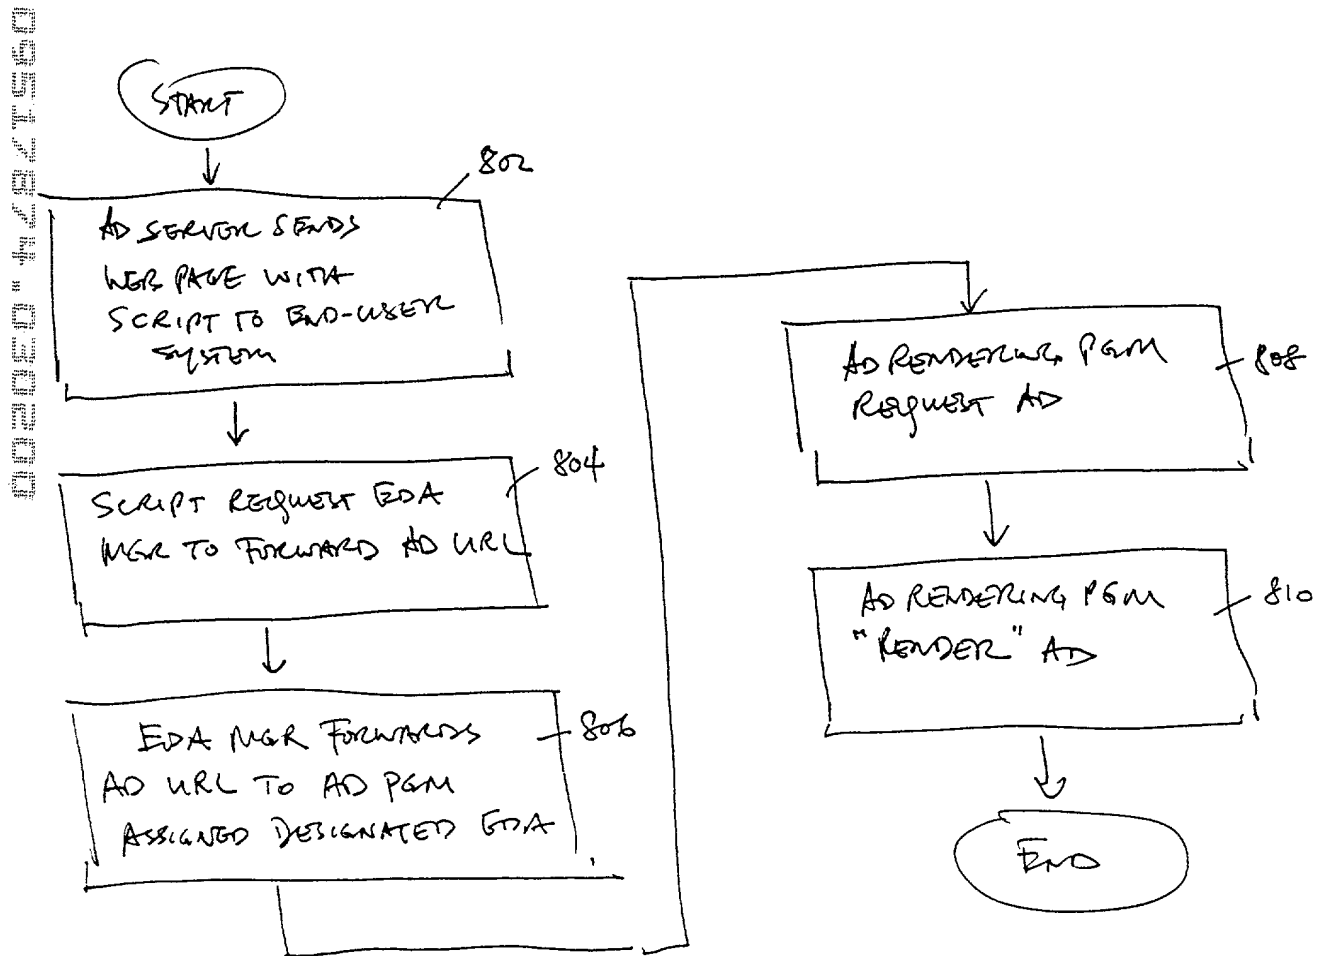 START
802
AD SERVER SENDS
WEB PAGE WITH
SCRIPT TO END-USER
SYSTEM
804
SCRIPT REQUEST EDA
MGR TO FORWARD AD URL
806
EDA MGR FORWARDS
AD URL TO AD PGM
ASSIGNED DESIGNATED EDA
808
AD RENDERING PGM
REQUEST AD
810
AD RENDERING PGM
"RENDER" AD
END